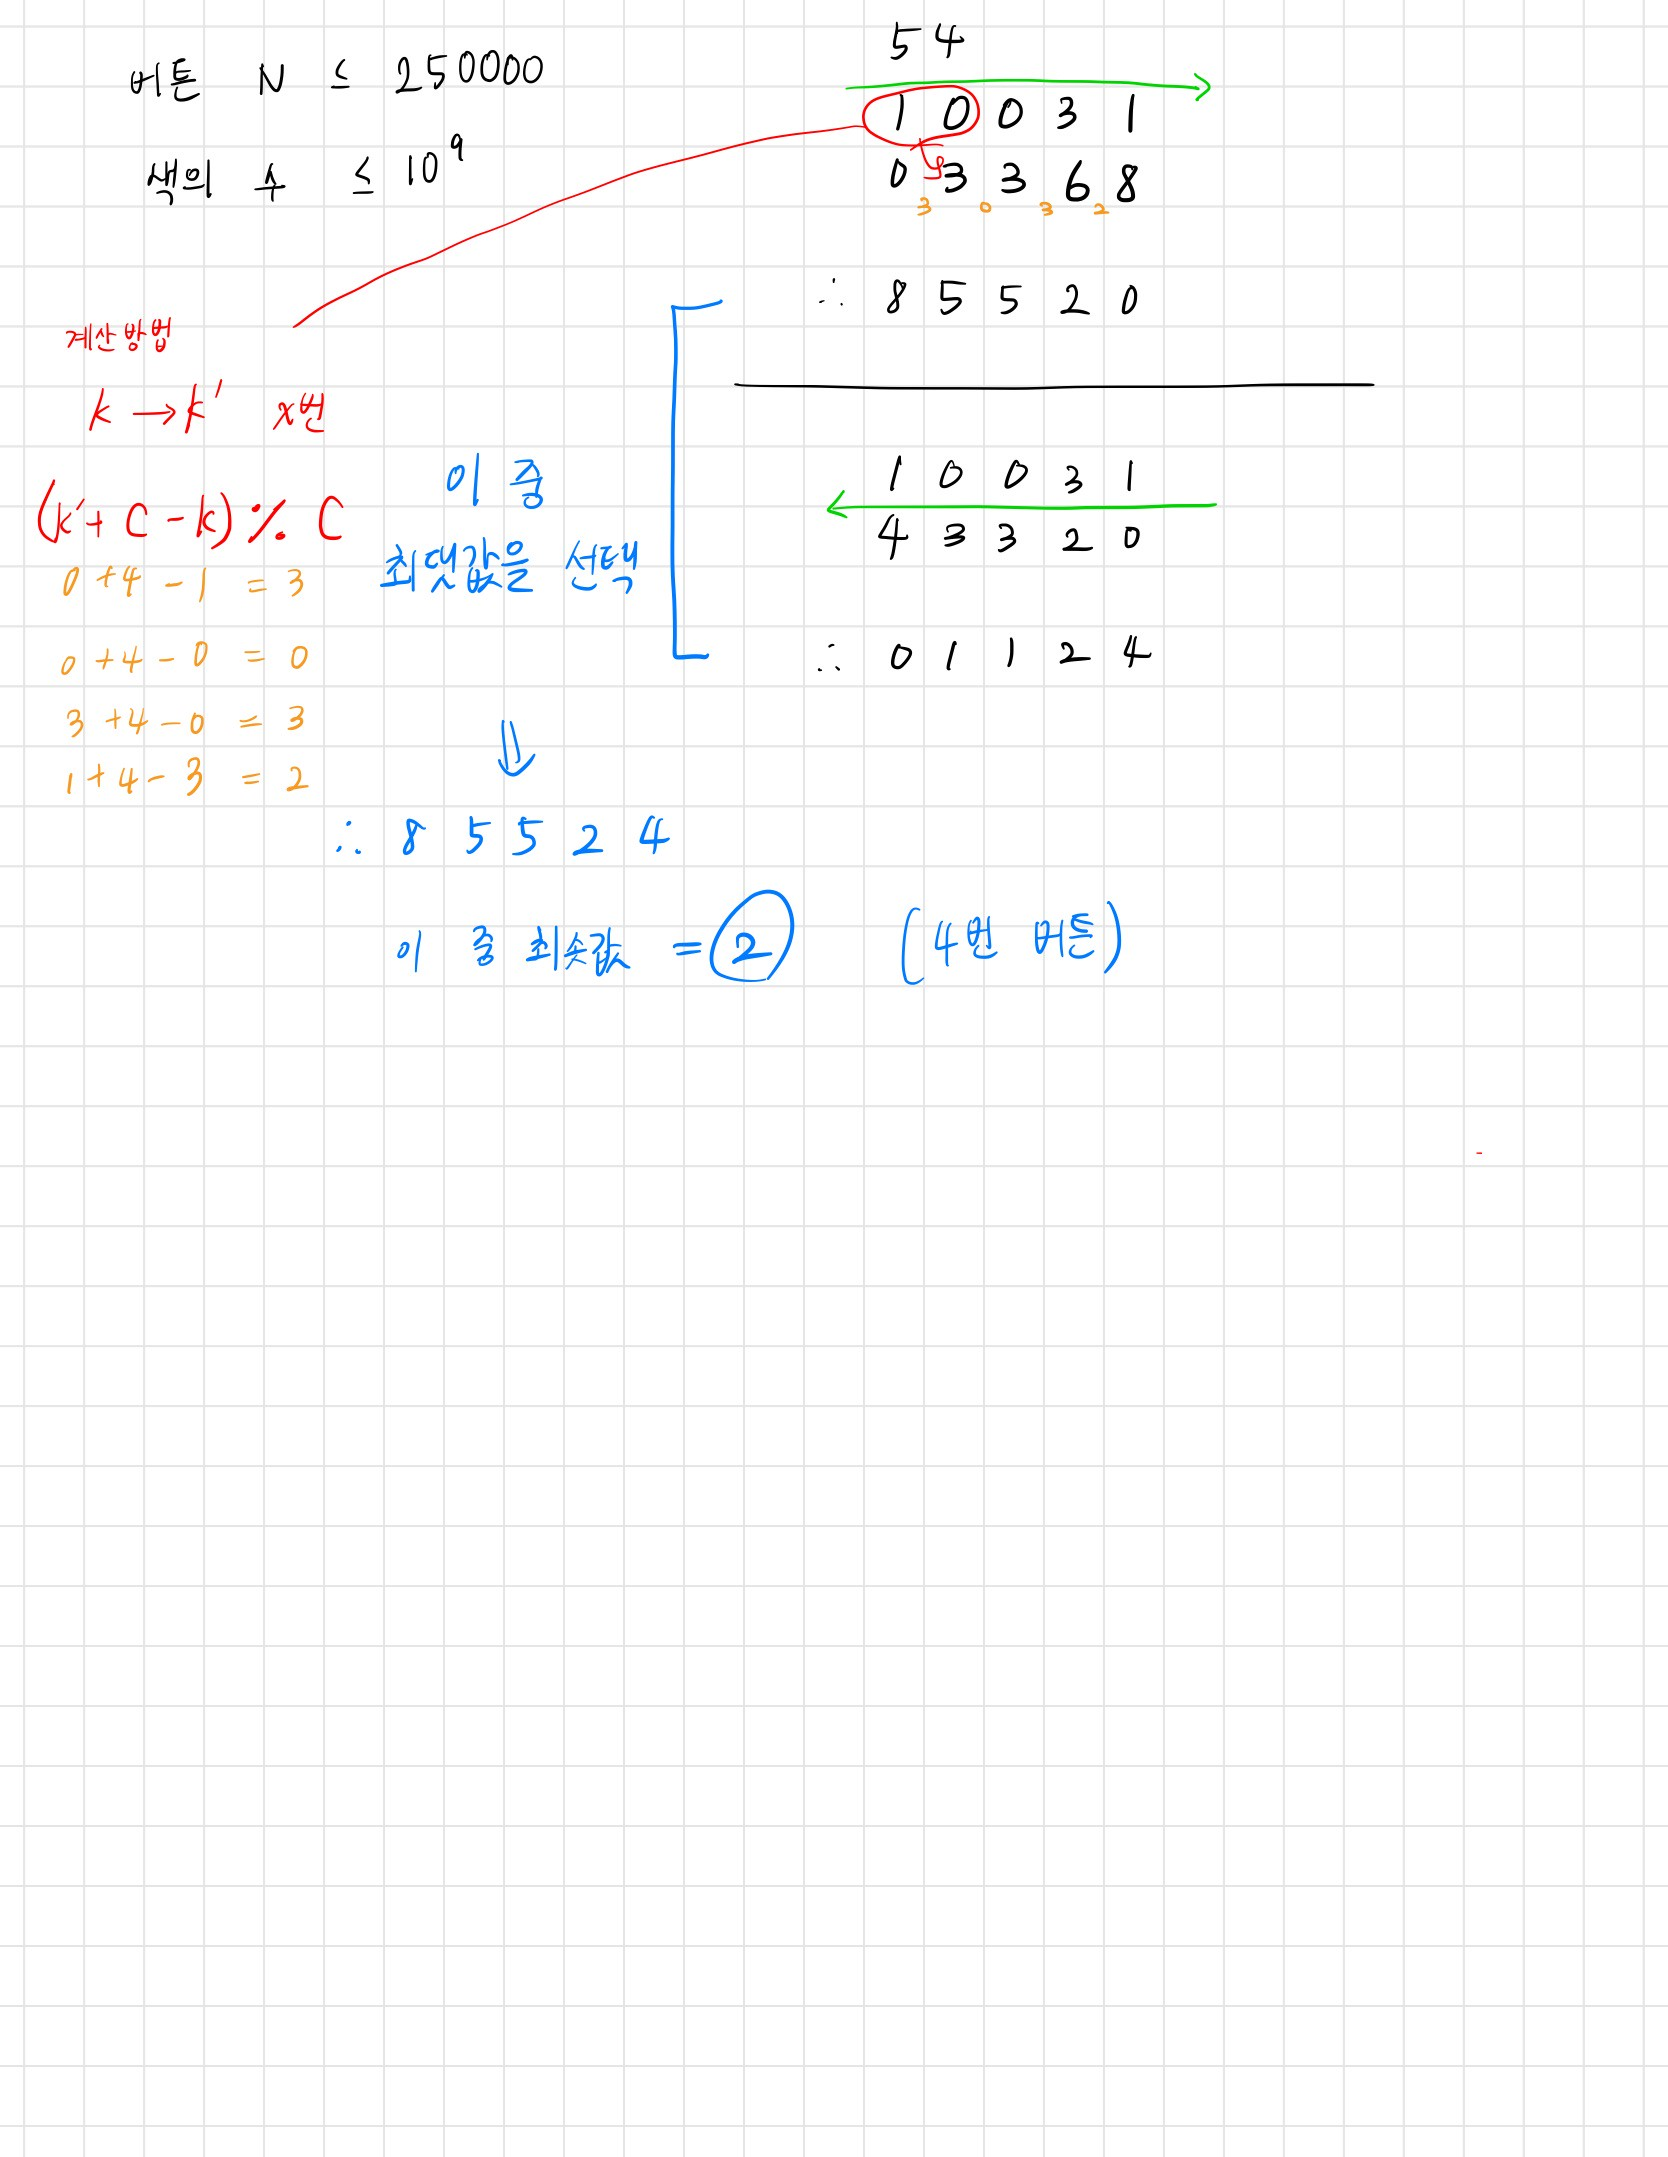 버튼 N ≤ 250000
색의 수 ≤ 10⁹
5 4
1 0 0 3 1
0 3 3 6 8
3 0 3 2
∴ 8 5 5 2 0
계산방법
k → k' x번
(k' + C - k) % C
0 + 4 - 1 = 3
0 + 4 - 0 = 0
3 + 4 - 0 = 3
1 + 4 - 3 = 2
이 중
최댓값을 선택
1 0 0 3 1
4 3 3 2 0
∴ 0 1 1 2 4
∴ 8 5 5 2 4
이 중 최솟값 = 2 (4번 버튼)